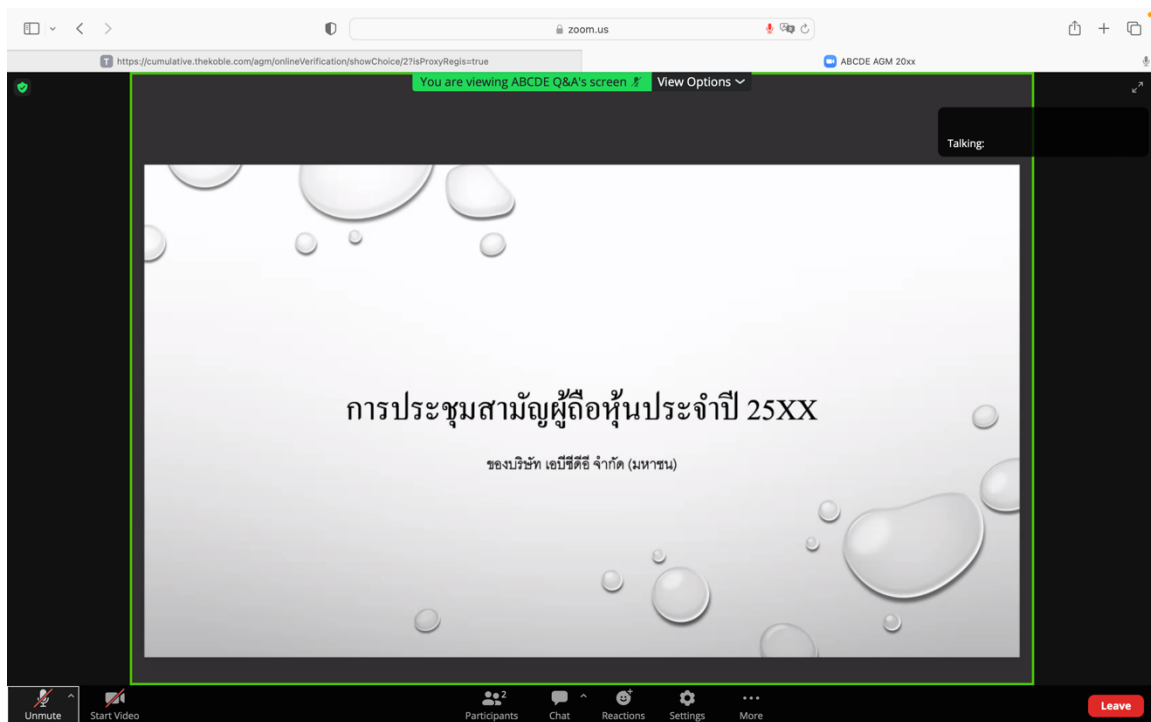 zoom.us
T https://cumulative.thekoble.com/agm/onlineVerification/showChoice/2?isProxyRegis=true
ABCDE AGM 20xx
You are viewing ABCDE Q&A's screen
View Options
Talking:
การประชุมสามัญผู้ถือหุ้นประจำปี 25XX
ของบริษัท เอบีซีดีอี จำกัด (มหาชน)
2
Unmute
Start Video
Participants
Chat
Reactions
Settings
More
Leave